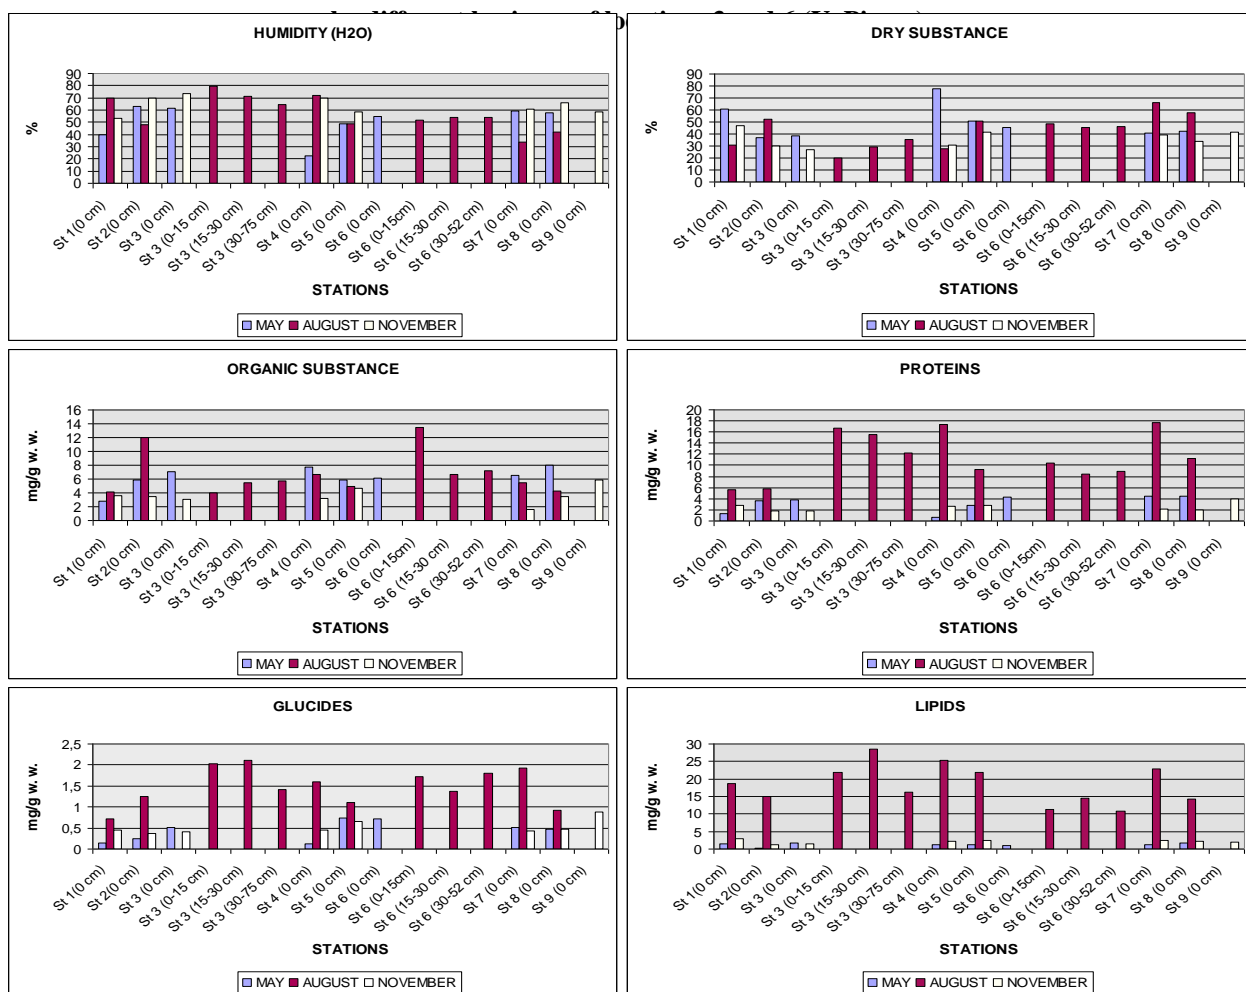 HUMIDITY (H2O)
%
90
80
70
60
50
40
30
20
10
0
St 1(0 cm)
St 2(0 cm)
St 3 (0 cm)
St 3 (0-15 cm)
St 3 (15-30 cm)
St 3 (30-75 cm)
St 4 (0 cm)
St 5 (0 cm)
St 6 (0 cm)
St 6 (0-15cm)
St 6 (15-30 cm)
St 6 (30-52 cm)
St 7 (0 cm)
St 8 (0 cm)
St 9 (0 cm)
STATIONS
MAY AUGUST NOVEMBER
DRY SUBSTANCE
%
90
80
70
60
50
40
30
20
10
0
St 1(0 cm)
St 2(0 cm)
St 3 (0 cm)
St 3 (0-15 cm)
St 3 (15-30 cm)
St 3 (30-75 cm)
St 4 (0 cm)
St 5 (0 cm)
St 6 (0 cm)
St 6 (0-15cm)
St 6 (15-30 cm)
St 6 (30-52 cm)
St 7 (0 cm)
St 8 (0 cm)
St 9 (0 cm)
STATIONS
MAY AUGUST NOVEMBER
ORGANIC SUBSTANCE
mg/g w. w.
16
14
12
10
8
6
4
2
0
St 1(0 cm)
St 2(0 cm)
St 3 (0 cm)
St 3 (0-15 cm)
St 3 (15-30 cm)
St 3 (30-75 cm)
St 4 (0 cm)
St 5 (0 cm)
St 6 (0 cm)
St 6 (0-15cm)
St 6 (15-30 cm)
St 6 (30-52 cm)
St 7 (0 cm)
St 8 (0 cm)
St 9 (0 cm)
STATIONS
MAY AUGUST NOVEMBER
PROTEINS
mg/g w. w.
20
18
16
14
12
10
8
6
4
2
0
St 1(0 cm)
St 2(0 cm)
St 3 (0 cm)
St 3 (0-15 cm)
St 3 (15-30 cm)
St 3 (30-75 cm)
St 4 (0 cm)
St 5 (0 cm)
St 6 (0 cm)
St 6 (0-15cm)
St 6 (15-30 cm)
St 6 (30-52 cm)
St 7 (0 cm)
St 8 (0 cm)
St 9 (0 cm)
STATIONS
MAY AUGUST NOVEMBER
GLUCIDES
mg/g w. w.
2,5
2
1,5
1
0,5
0
St 1(0 cm)
St 2(0 cm)
St 3 (0 cm)
St 3 (0-15 cm)
St 3 (15-30 cm)
St 3 (30-75 cm)
St 4 (0 cm)
St 5 (0 cm)
St 6 (0 cm)
St 6 (0-15cm)
St 6 (15-30 cm)
St 6 (30-52 cm)
St 7 (0 cm)
St 8 (0 cm)
St 9 (0 cm)
STATIONS
MAY AUGUST NOVEMBER
LIPIDS
mg/g w. w.
30
25
20
15
10
5
0
St 1(0 cm)
St 2(0 cm)
St 3 (0 cm)
St 3 (0-15 cm)
St 3 (15-30 cm)
St 3 (30-75 cm)
St 4 (0 cm)
St 5 (0 cm)
St 6 (0 cm)
St 6 (0-15cm)
St 6 (15-30 cm)
St 6 (30-52 cm)
St 7 (0 cm)
St 8 (0 cm)
St 9 (0 cm)
STATIONS
MAY AUGUST NOVEMBER